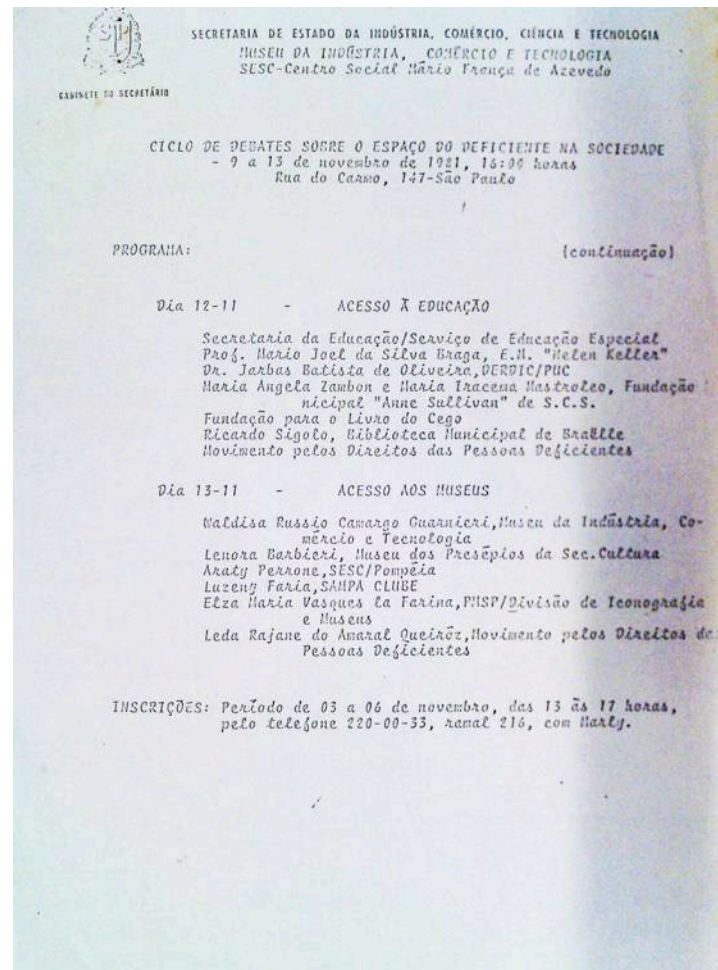 SECRETARIA DE ESTADO DA INDÚSTRIA, COMÉRCIO, CIÊNCIA E TECNOLOGIA
MUSEU DA INDÚSTRIA, COMÉRCIO E TECNOLOGIA
SESC-Centro Social Mário França de Azevedo
GABINETE DO SECRETÁRIO
CICLO DE DEBATES SOBRE O ESPAÇO DO DEFICIENTE NA SOCIEDADE
- 9 a 13 de novembro de 1981, 16:00 horas
Rua do Carmo, 147-São Paulo
PROGRAMA: (continuação)
Dia 12-11 - ACESSO À EDUCAÇÃO
Secretaria da Educação/Serviço de Educação Especial
Prof. Mario Joel da Silva Braga, E.M. "Helen Keller"
Dr. Jarbas Batista de Oliveira,DERDIC/PUC
Maria Angela Zambon e Maria Iracema Mastroleo, Fundação
nicipal "Anne Sullivan" de S.C.S.
Fundação para o Livro do Cego
Ricardo Sigolo, Biblioteca Municipal de Braille
Movimento pelos Direitos das Pessoas Deficientes
Dia 13-11 - ACESSO AOS MUSEUS
Waldisa Russio Camargo Guarnieri,Museu da Indústria, Co-
mércio e Tecnologia
Lenora Barbieri, Museu dos Presépios da Sec.Cultura
Araty Perrone,SESC/Pompéia
Luzeny Faria,SAMPA CLUBE
Elza Maria Vasques La Farina,PMSP/Divisão de Iconografia
e Museus
Leda Rajane do Amaral Queiróz,Movimento pelos Direitos de
Pessoas Deficientes
INSCRIÇÕES: Período de 03 a 06 de novembro, das 13 às 17 horas,
pelo telefone 220-00-33, ramal 216, com Marly.